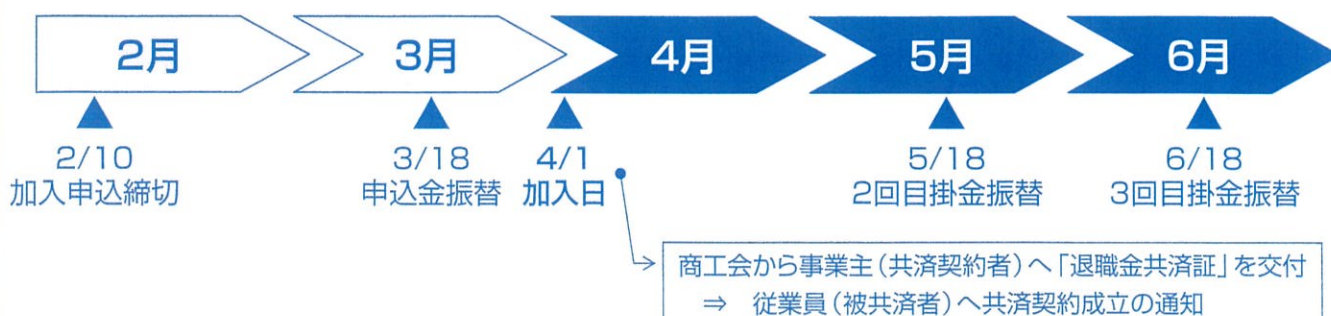 2月
3月
4月
5月
6月
2/10
加入申込締切
3/18
申込金振替
4/1
加入日
5/18
2回目掛金振替
6/18
3回目掛金振替
商工会から事業主(共済契約者)へ「退職金共済証」を交付
⇒ 従業員(被共済者)へ共済契約成立の通知